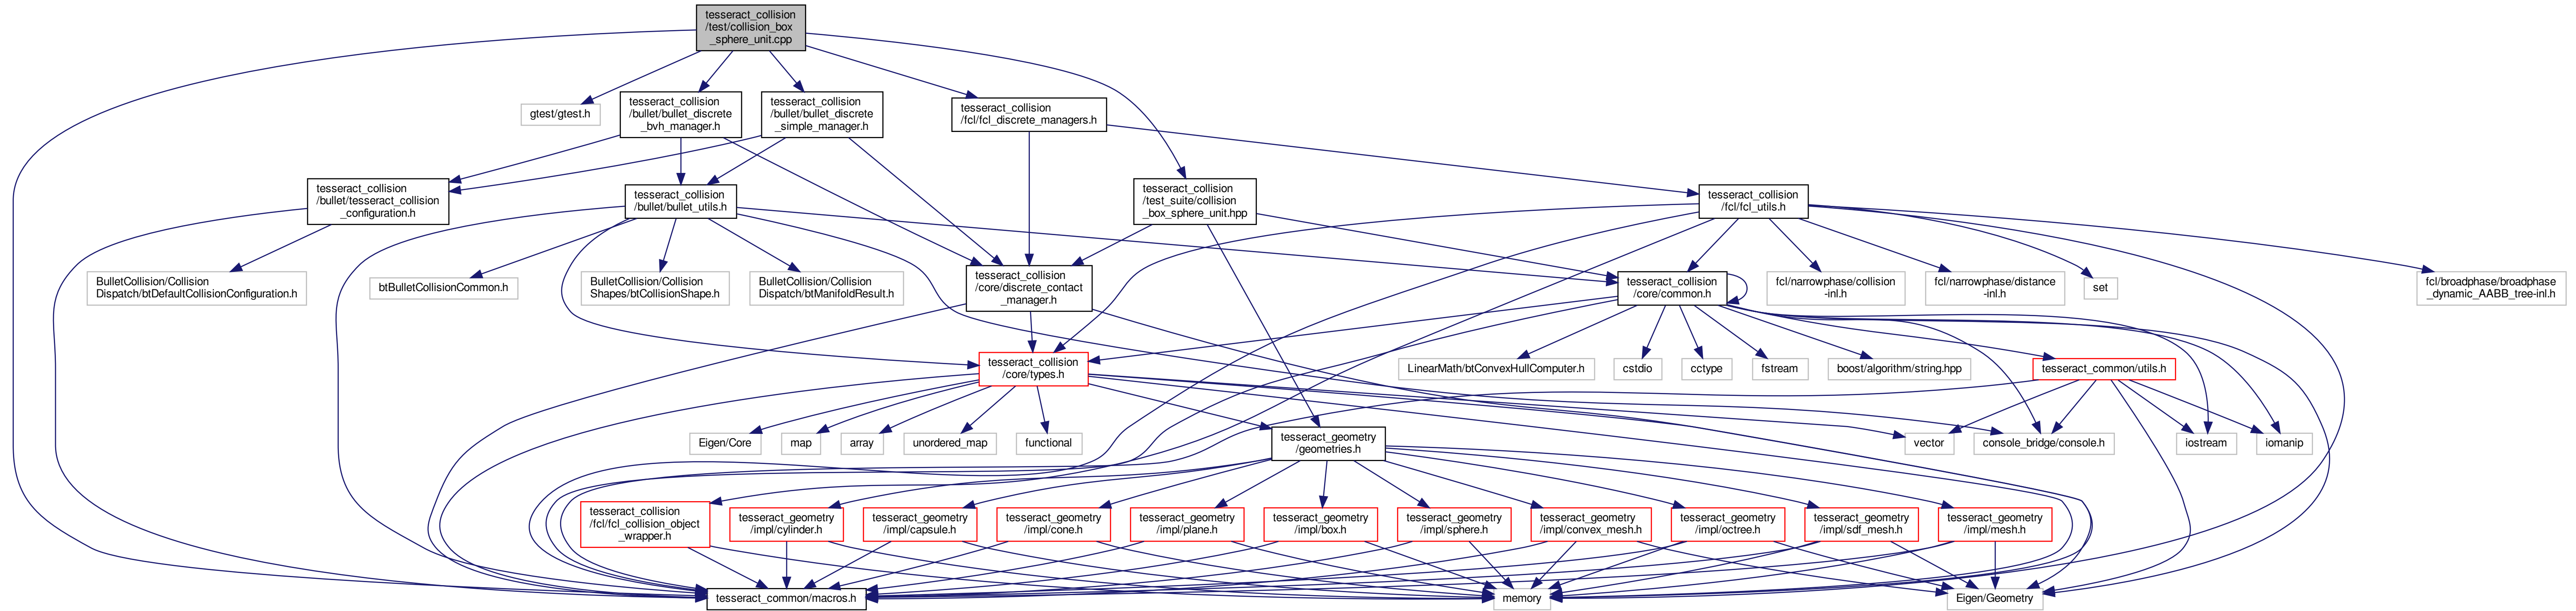 tesseract_collision
/test/collision_box
_sphere_unit.cpp
gtest/gtest.h
tesseract_collision
/bullet/bullet_discrete
_bvh_manager.h
tesseract_collision
/bullet/bullet_discrete
_simple_manager.h
tesseract_collision
/fcl/fcl_discrete_managers.h
tesseract_collision
/bullet/tesseract_collision
_configuration.h
tesseract_collision
/bullet/bullet_utils.h
tesseract_collision
/test_suite/collision
_box_sphere_unit.hpp
tesseract_collision
/fcl/fcl_utils.h
BulletCollision/Collision
Dispatch/btDefaultCollisionConfiguration.h
btBulletCollisionCommon.h
BulletCollision/Collision
Shapes/btCollisionShape.h
BulletCollision/Collision
Dispatch/btManifoldResult.h
tesseract_collision
/core/discrete_contact
_manager.h
tesseract_collision
/core/common.h
fcl/narrowphase/collision
-inl.h
fcl/narrowphase/distance
-inl.h
set
fcl/broadphase/broadphase
_dynamic_AABB_tree-inl.h
tesseract_collision
/core/types.h
LinearMath/btConvexHullComputer.h
cstdio
cctype
fstream
boost/algorithm/string.hpp
tesseract_common/utils.h
Eigen/Core
map
array
unordered_map
functional
tesseract_geometry
/geometries.h
vector
console_bridge/console.h
iostream
iomanip
tesseract_collision
/fcl/fcl_collision_object
_wrapper.h
tesseract_geometry
/impl/cylinder.h
tesseract_geometry
/impl/capsule.h
tesseract_geometry
/impl/cone.h
tesseract_geometry
/impl/plane.h
tesseract_geometry
/impl/box.h
tesseract_geometry
/impl/sphere.h
tesseract_geometry
/impl/convex_mesh.h
tesseract_geometry
/impl/octree.h
tesseract_geometry
/impl/sdf_mesh.h
tesseract_geometry
/impl/mesh.h
tesseract_common/macros.h
memory
Eigen/Geometry